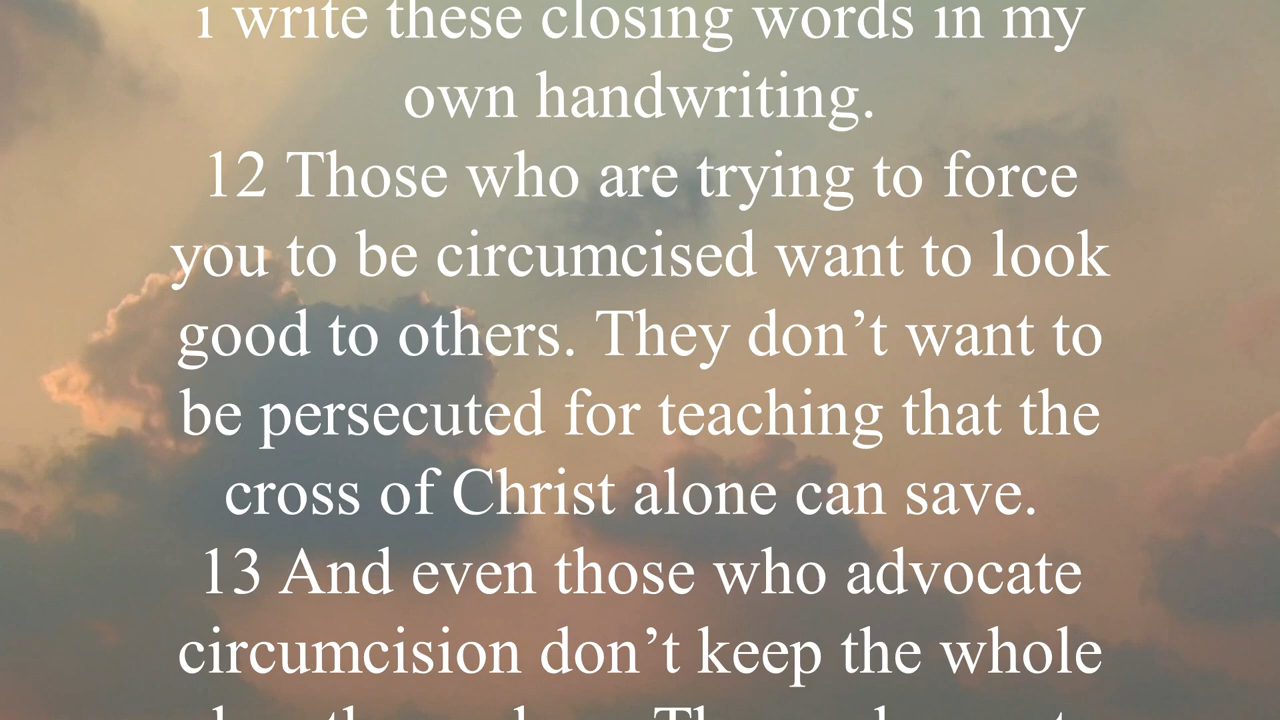 I write these closing words in my
own handwriting.
12 Those who are trying to force
you to be circumcised want to look
good to others. They don’t want to
be persecuted for teaching that the
cross of Christ alone can save.
13 And even those who advocate
circumcision don’t keep the whole